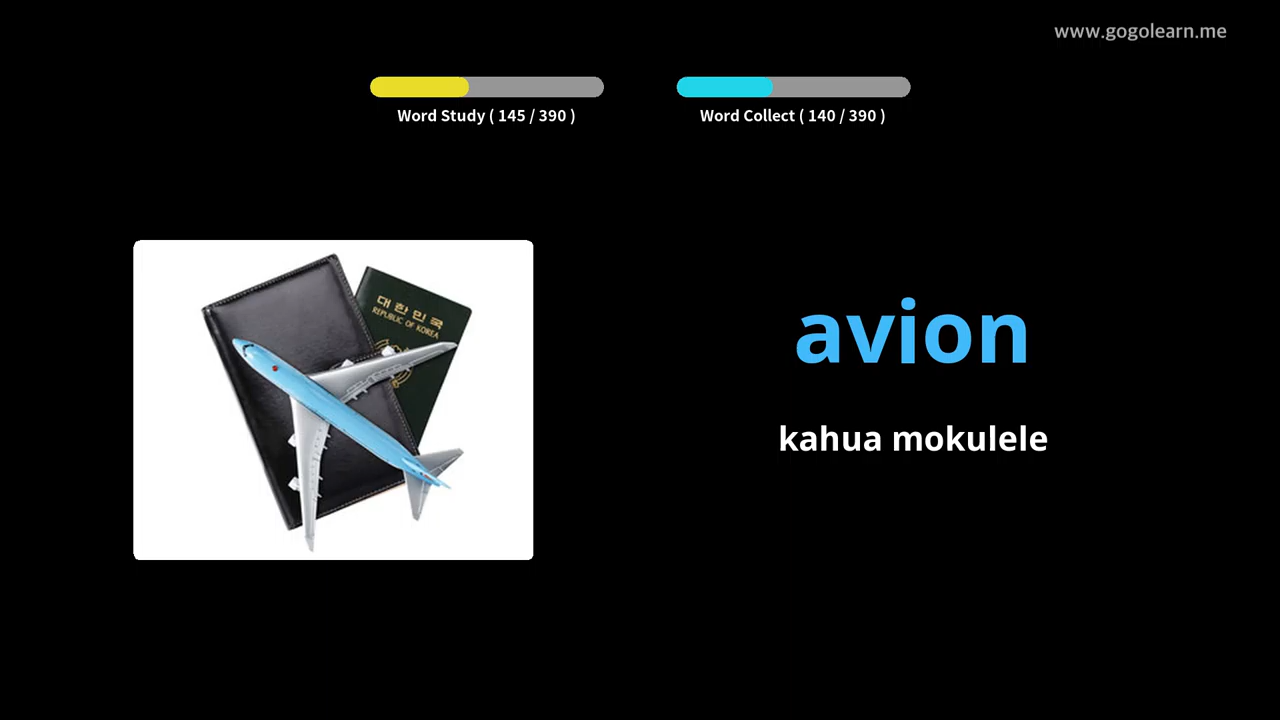 www.gogolearn.me
Word Study ( 145 / 390 )
Word Collect ( 140 / 390 )
대한민국
REPUBLIC OF KOREA
avion
kahua mokulele